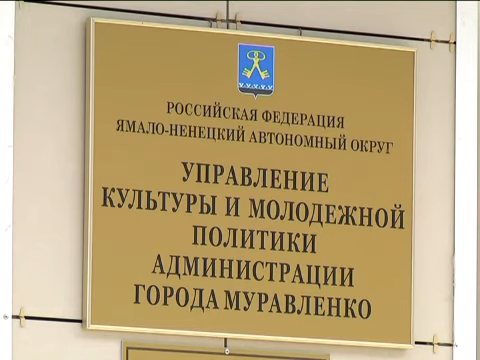 РОССИЙСКАЯ ФЕДЕРАЦИЯ
ЯМАЛО-НЕНЕЦКИЙ АВТОНОМНЫЙ ОКРУГ
УПРАВЛЕНИЕ
КУЛЬТУРЫ И МОЛОДЕЖНОЙ
ПОЛИТИКИ
АДМИНИСТРАЦИИ
ГОРОДА МУРАВЛЕНКО